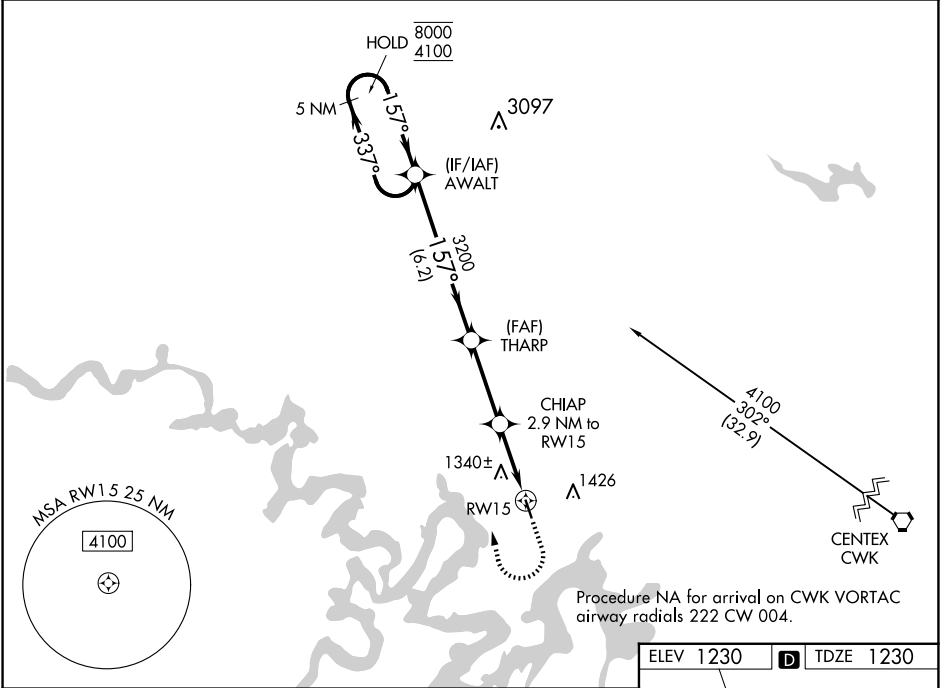 HOLD 8000
4100
5 NM
157°
337°
3097
(IF/IAF)
AWALT
3200
157°
(6.2)
(FAF)
THARP
CHIAP
2.9 NM to
RW15
1340±
1426
RW15
4100
302°
(32.9)
CENTEX
CWK
MSA RW15 25 NM
4100
Procedure NA for arrival on CWK VORTAC
airway radials 222 CW 004.
ELEV 1230 D TDZE 1230